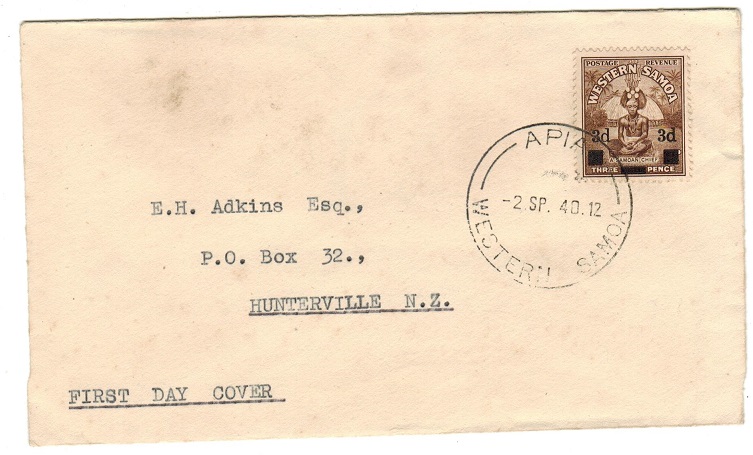 POSTAGE REVENUE
WESTERN SAMOA
3d 3d
A SAMOAN CHIEF
THREE PENCE
APIA
-2.SP.40.12
WESTERN SAMOA
E.H. Adkins Esq.,
P.O. Box 32.,
HUNTERVILLE N.Z.
FIRST DAY COVER